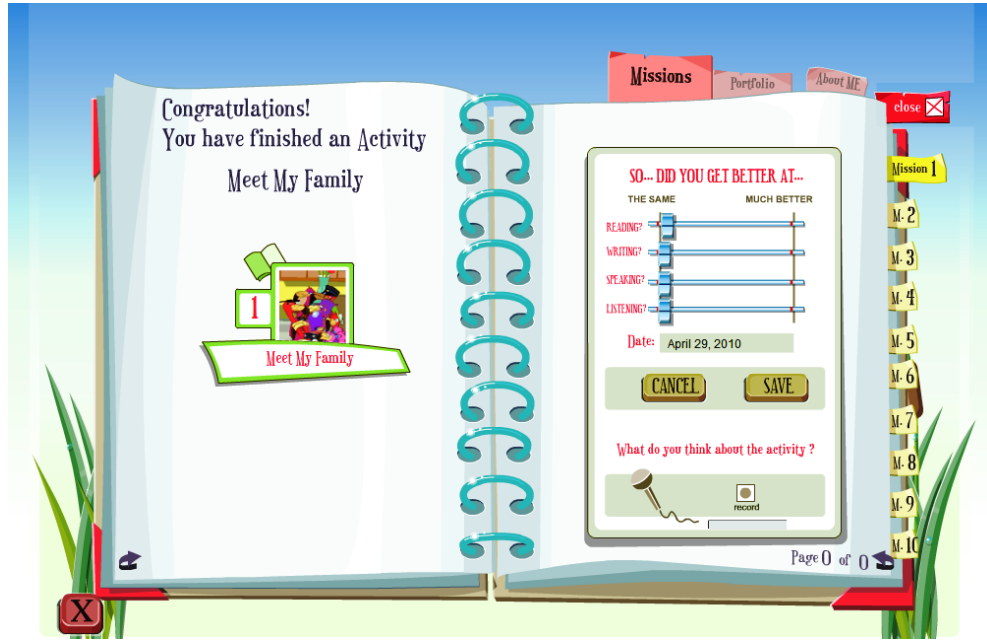 Congratulations!
You have finished an Activity
Meet My Family
1
Meet My Family
Missions
Portfolio
About ME
close
SO... DID YOU GET BETTER AT...
THE SAME MUCH BETTER
READING?
WRITING?
SPEAKING?
LISTENING?
Date: April 29, 2010
CANCEL SAVE
What do you think about the activity ?
record
Page 0 of 0
Mission 1
M. 2
M. 3
M. 4
M. 5
M. 6
M. 7
M. 8
M. 9
M. 10
X